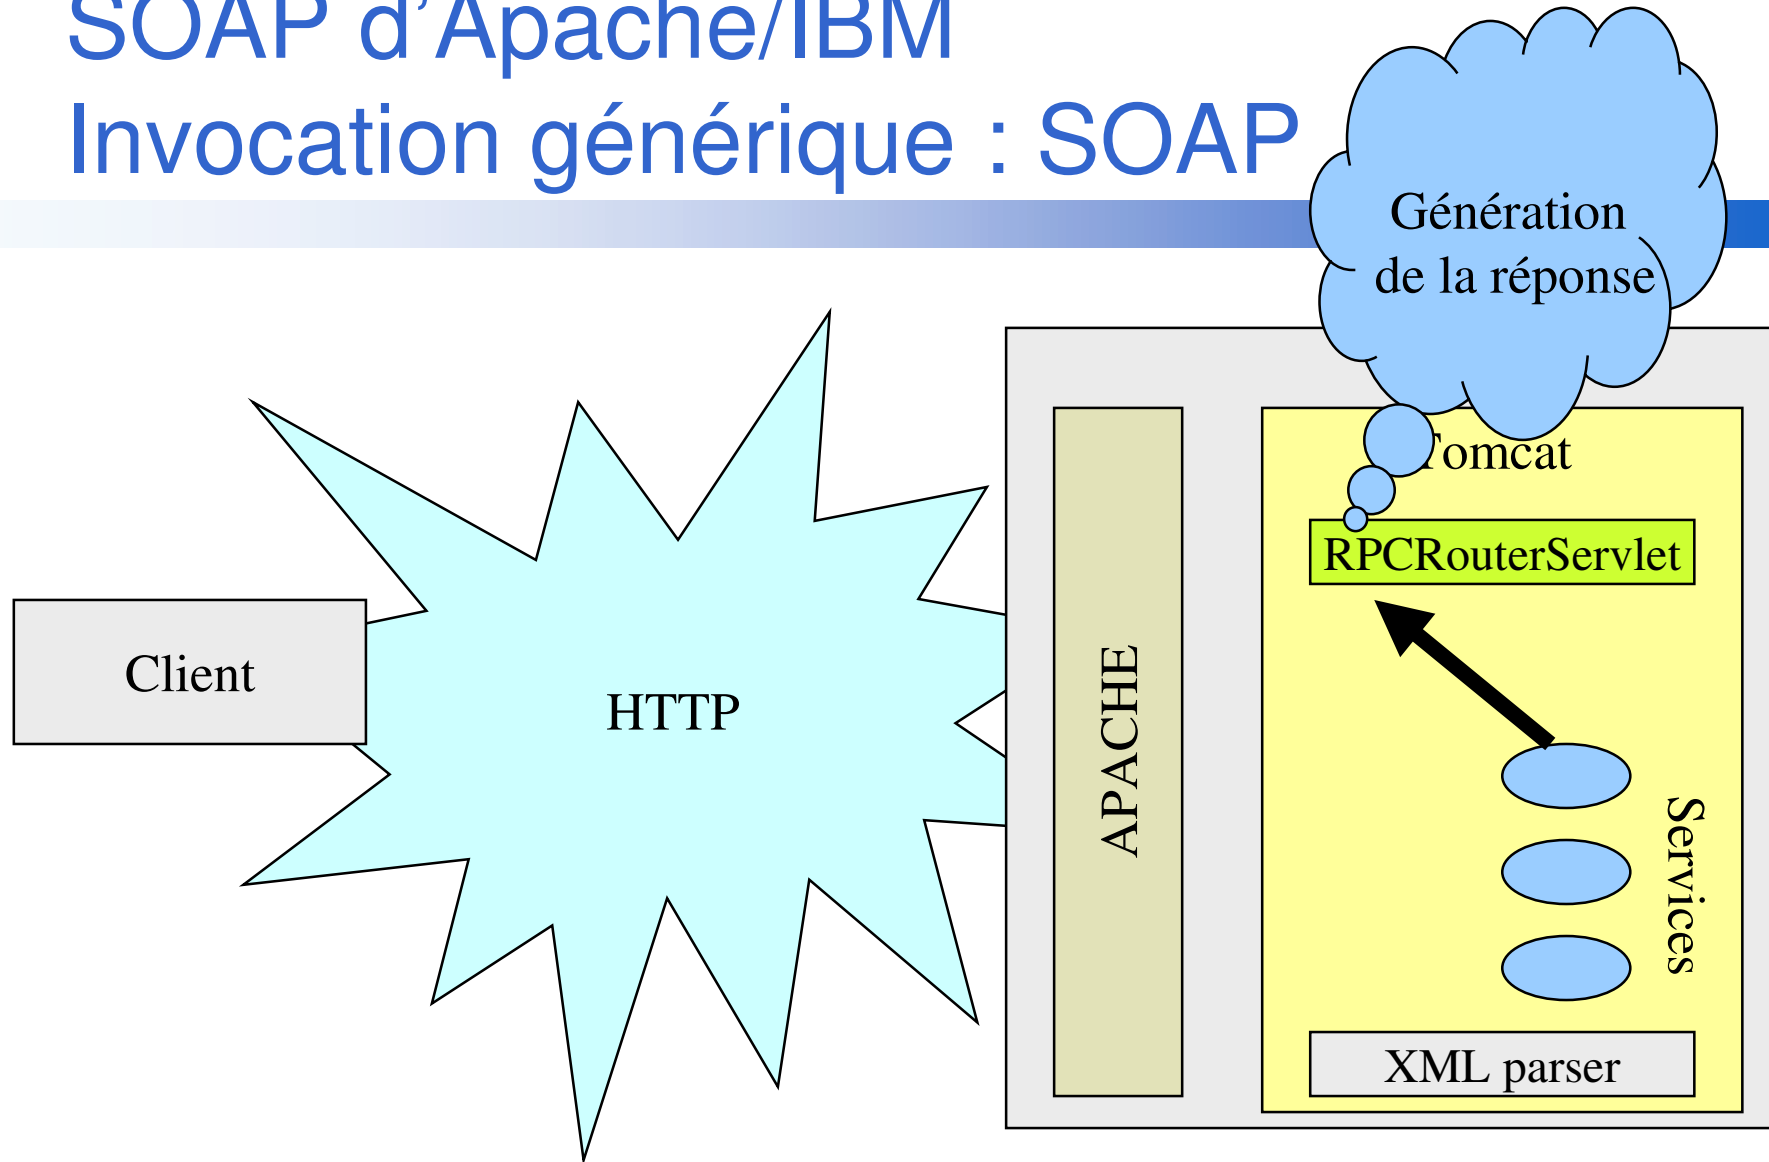 SOAP d’Apache/IBM
Invocation générique : SOAP
Génération
de la réponse
Tomcat
RPCRouterServlet
Client
HTTP
APACHE
Services
XML parser